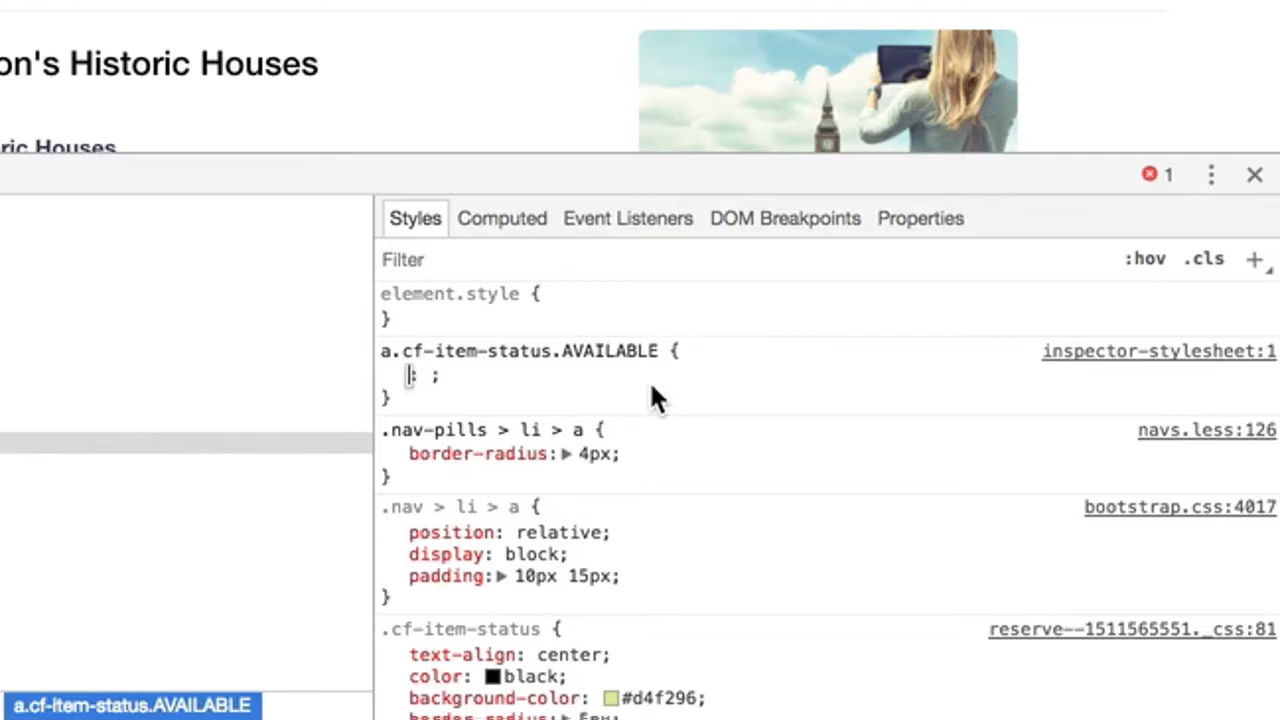 on's Historic Houses
ric Houses
1
Styles Computed Event Listeners DOM Breakpoints Properties
Filter :hov .cls +
element.style {
}
a.cf-item-status.AVAILABLE { inspector-stylesheet:1
: ;
}
.nav-pills > li > a { navs.less:126
border-radius: 4px;
}
.nav > li > a { bootstrap.css:4017
position: relative;
display: block;
padding: 10px 15px;
}
.cf-item-status { reserve--1511565551._css:81
text-align: center;
color: black;
background-color: #d4f296;
border-radius: 5px;
a.cf-item-status.AVAILABLE